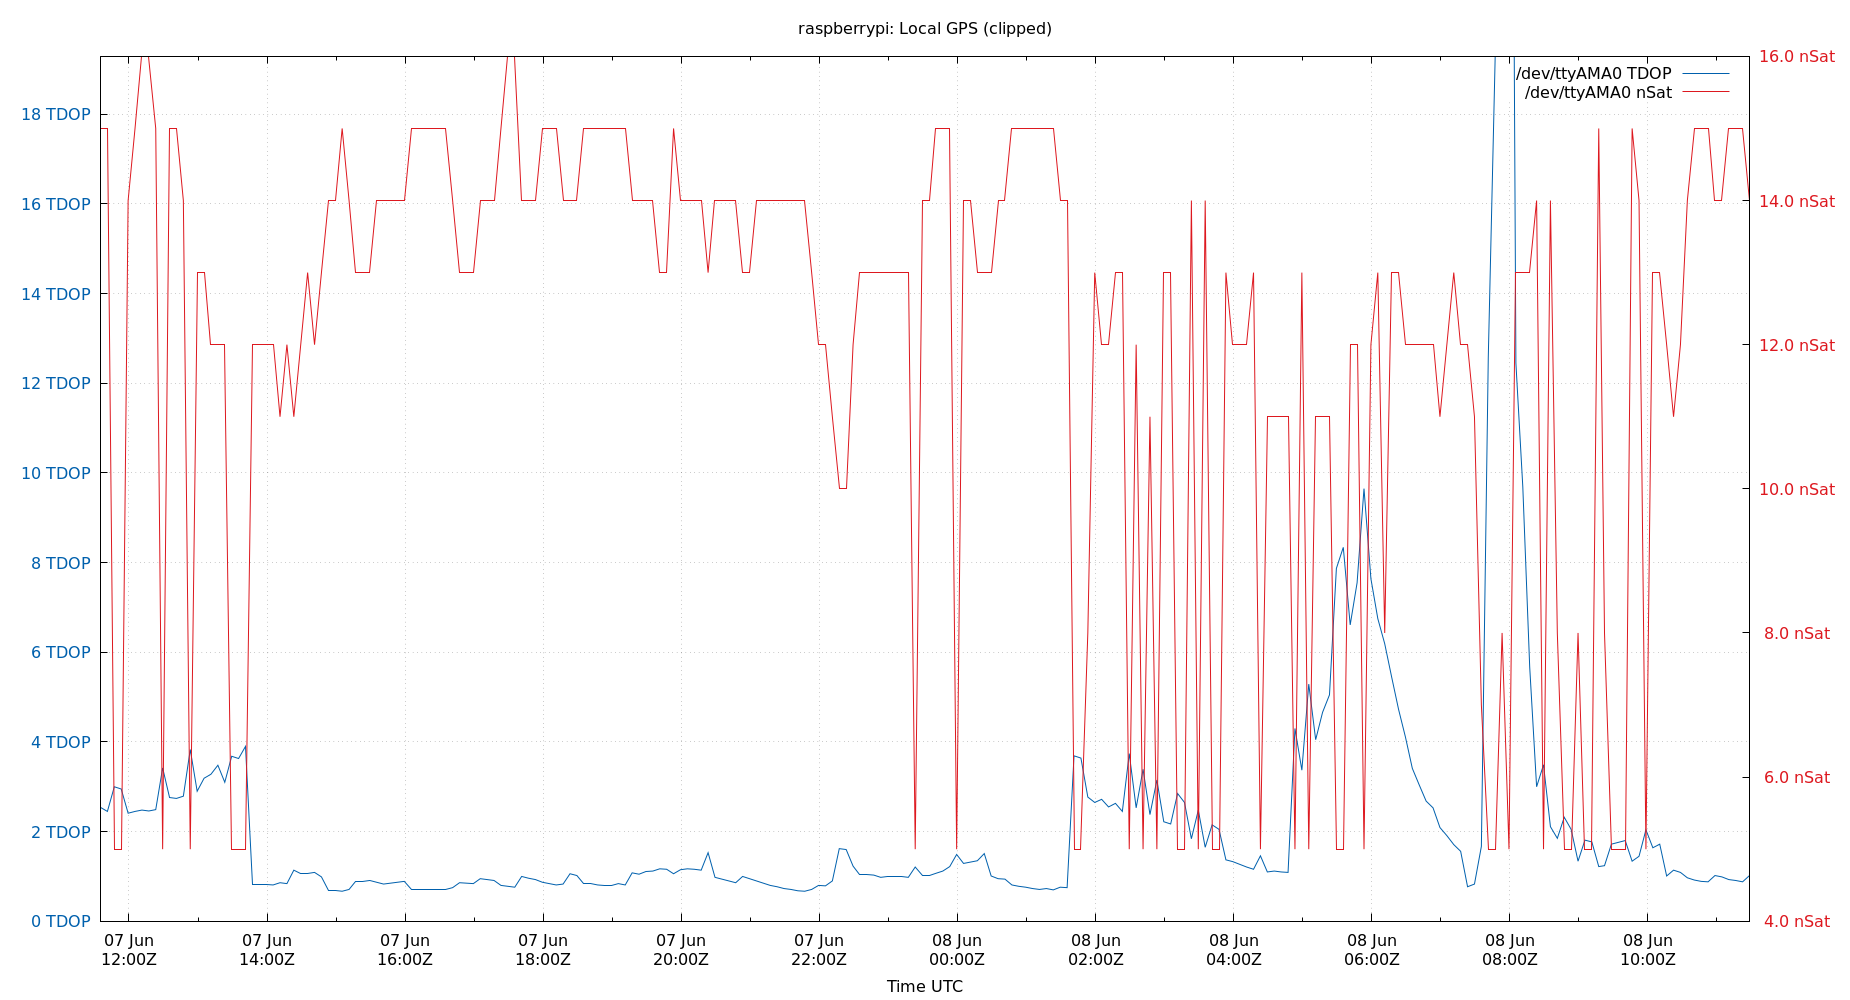 raspberrypi: Local GPS (clipped)
/dev/ttyAMA0 TDOP
/dev/ttyAMA0 nSat
18 TDOP
16 TDOP
14 TDOP
12 TDOP
10 TDOP
8 TDOP
6 TDOP
4 TDOP
2 TDOP
0 TDOP
16.0 nSat
14.0 nSat
12.0 nSat
10.0 nSat
8.0 nSat
6.0 nSat
4.0 nSat
07 Jun
12:00Z
07 Jun
14:00Z
07 Jun
16:00Z
07 Jun
18:00Z
07 Jun
20:00Z
07 Jun
22:00Z
08 Jun
00:00Z
08 Jun
02:00Z
08 Jun
04:00Z
08 Jun
06:00Z
08 Jun
08:00Z
08 Jun
10:00Z
Time UTC